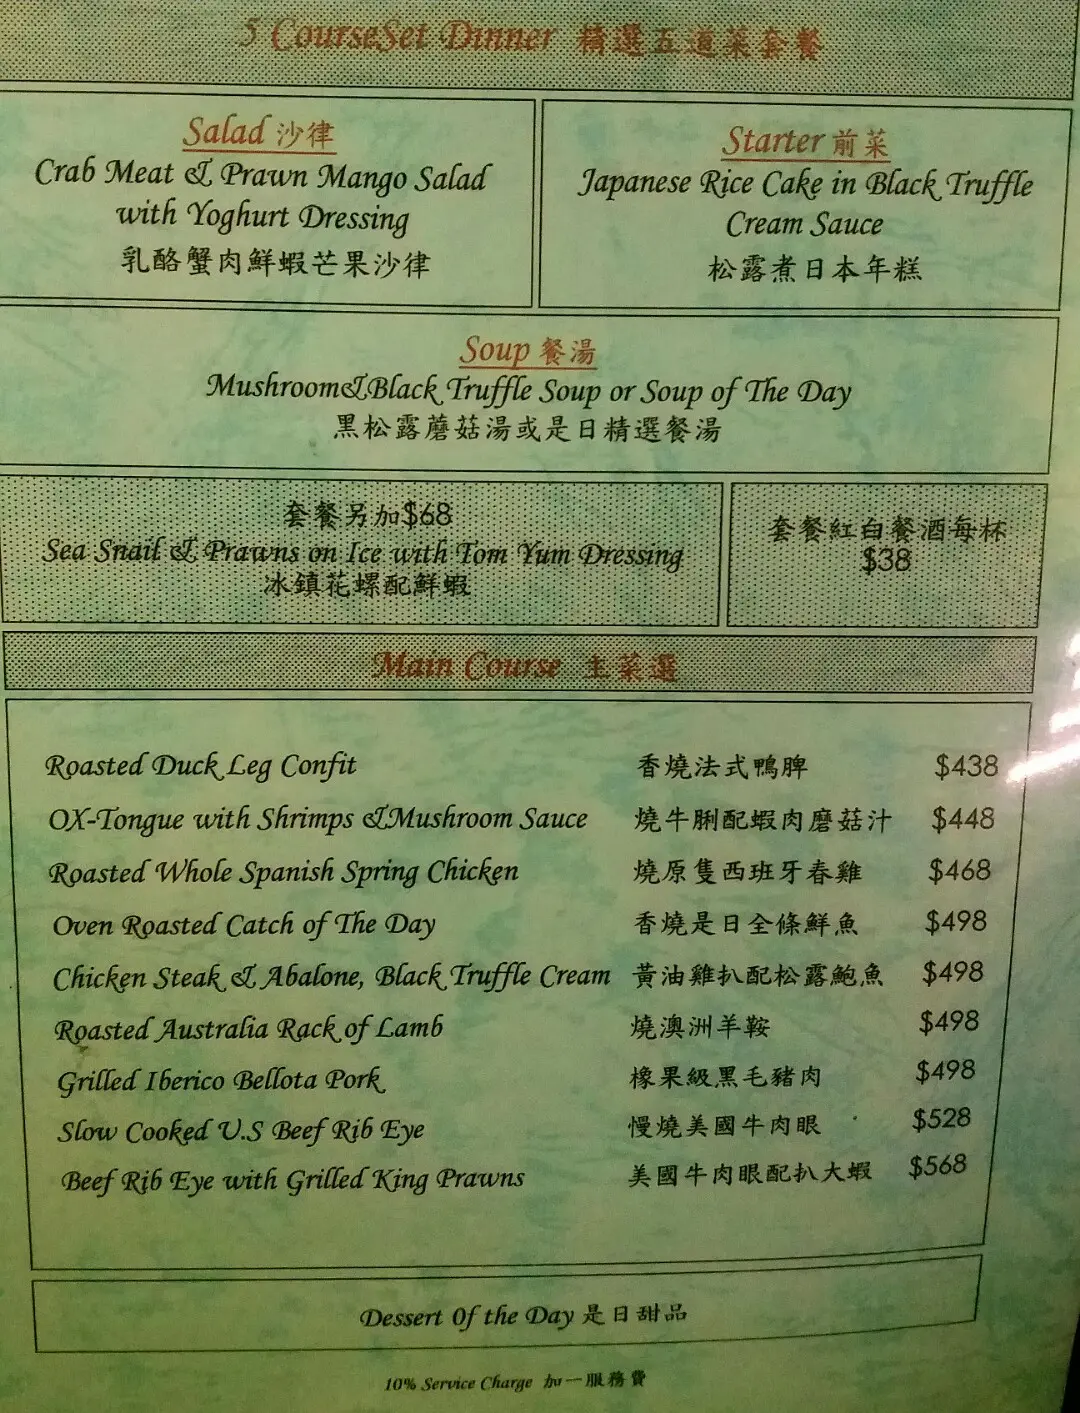 5 CourseSet Dinner 精選五道菜套餐
Salad 沙律
Crab Meat & Prawn Mango Salad
with Yoghurt Dressing
乳酪蟹肉鮮蝦芒果沙律
Starter 前菜
Japanese Rice Cake in Black Truffle
Cream Sauce
松露煮日本年糕
Soup 餐湯
Mushroom&Black Truffle Soup or Soup of The Day
黑松露蘑菇湯或是日精選餐湯
套餐另加$68
Sea Snail & Prawns on Ice with Tom Yum Dressing
冰鎮花螺配鮮蝦
套餐紅白餐酒每杯
$38
Main Course 主菜選
Roasted Duck Leg Confit 香燒法式鴨脾 $438
OX-Tongue with Shrimps &Mushroom Sauce 燒牛脷配蝦肉蘑菇汁 $448
Roasted Whole Spanish Spring Chicken 燒原隻西班牙春雞 $468
Oven Roasted Catch of The Day 香燒是日全條鮮魚 $498
Chicken Steak & Abalone, Black Truffle Cream 黃油雞扒配松露鮑魚 $498
Roasted Australia Rack of Lamb 燒澳洲羊鞍 $498
Grilled Iberico Bellota Pork 橡果級黑毛豬肉 $498
Slow Cooked U.S Beef Rib Eye 慢燒美國牛肉眼 $528
Beef Rib Eye with Grilled King Prawns 美國牛肉眼配扒大蝦 $568
Dessert Of the Day 是日甜品
10% Service Charge 加一服務費